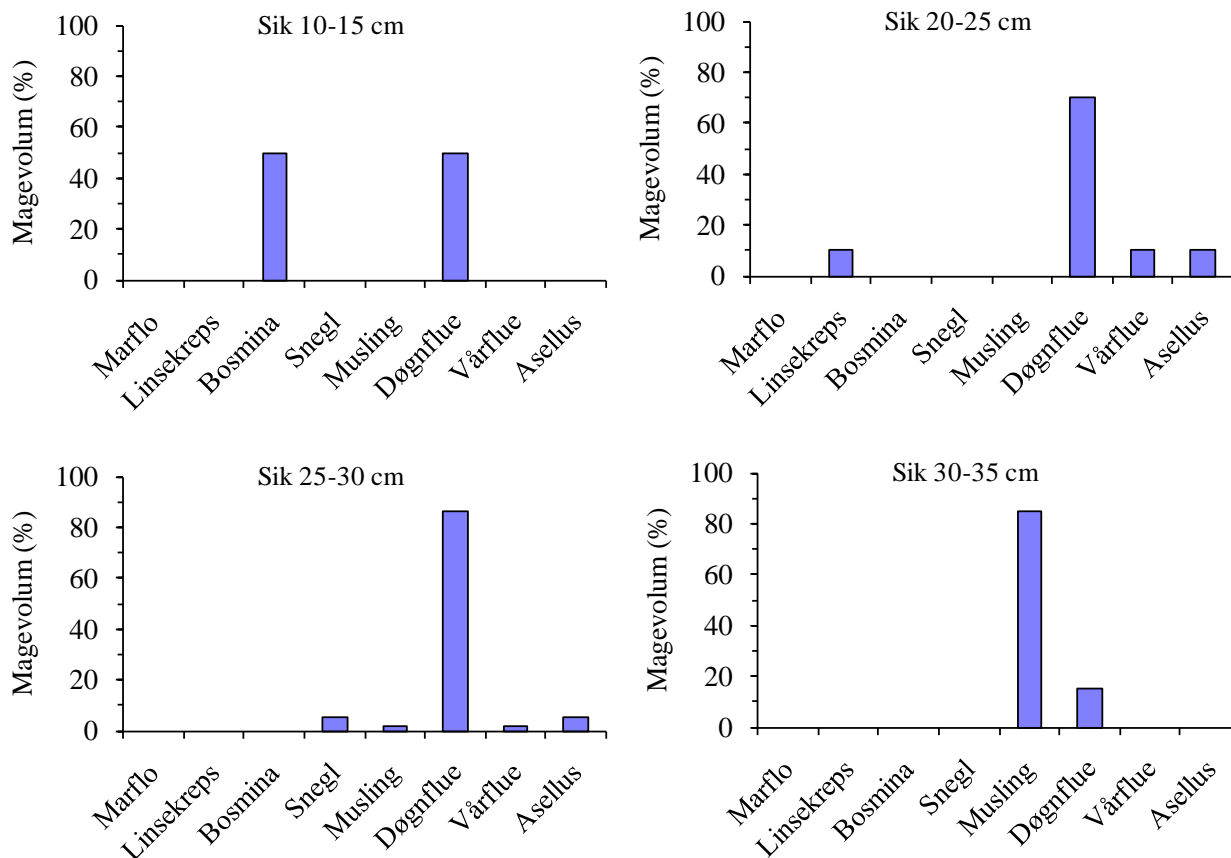 Sik 10-15 cm
Magevolum (%)
100
80
60
40
20
0
Marflo
Linsekreps
Bosmina
Snegl
Musling
Døgnflue
Vårflue
Asellus
Sik 20-25 cm
Magevolum (%)
100
80
60
40
20
0
Marflo
Linsekreps
Bosmina
Snegl
Musling
Døgnflue
Vårflue
Asellus
Sik 25-30 cm
Magevolum (%)
100
80
60
40
20
0
Marflo
Linsekreps
Bosmina
Snegl
Musling
Døgnflue
Vårflue
Asellus
Sik 30-35 cm
Magevolum (%)
100
80
60
40
20
0
Marflo
Linsekreps
Bosmina
Snegl
Musling
Døgnflue
Vårflue
Asellus